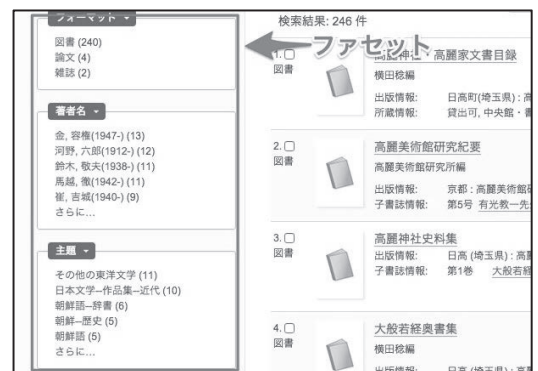 フォーマット
図書 (240)
論文 (4)
雑誌 (2)
著者名
金, 容権(1947-) (13)
河野, 六郎(1912-) (12)
鈴木, 敬夫(1938-) (11)
馬越, 徹(1942-) (11)
崔, 吉城(1940-) (9)
さらに...
主題
その他の東洋文学 (11)
日本文学--作品集--近代 (10)
朝鮮語--辞書 (6)
朝鮮--歴史 (5)
朝鮮語 (5)
さらに...
検索結果: 246 件
ファセット
1.
高麗神社・高麗家文書目録
図書
横田稔編
出版情報: 日高町(埼玉県) : 高
所蔵情報: 貸出可, 中央館・書
2.
高麗美術館研究紀要
図書
高麗美術館研究所編
出版情報: 京都 : 高麗美術館研
子書誌情報: 第5号 有光教一先
3.
高麗神社史料集
図書
出版情報: 日高 (埼玉県) : 高麗
子書誌情報: 第1巻 大般若経
4.
大般若経奥書集
図書
横田稔編